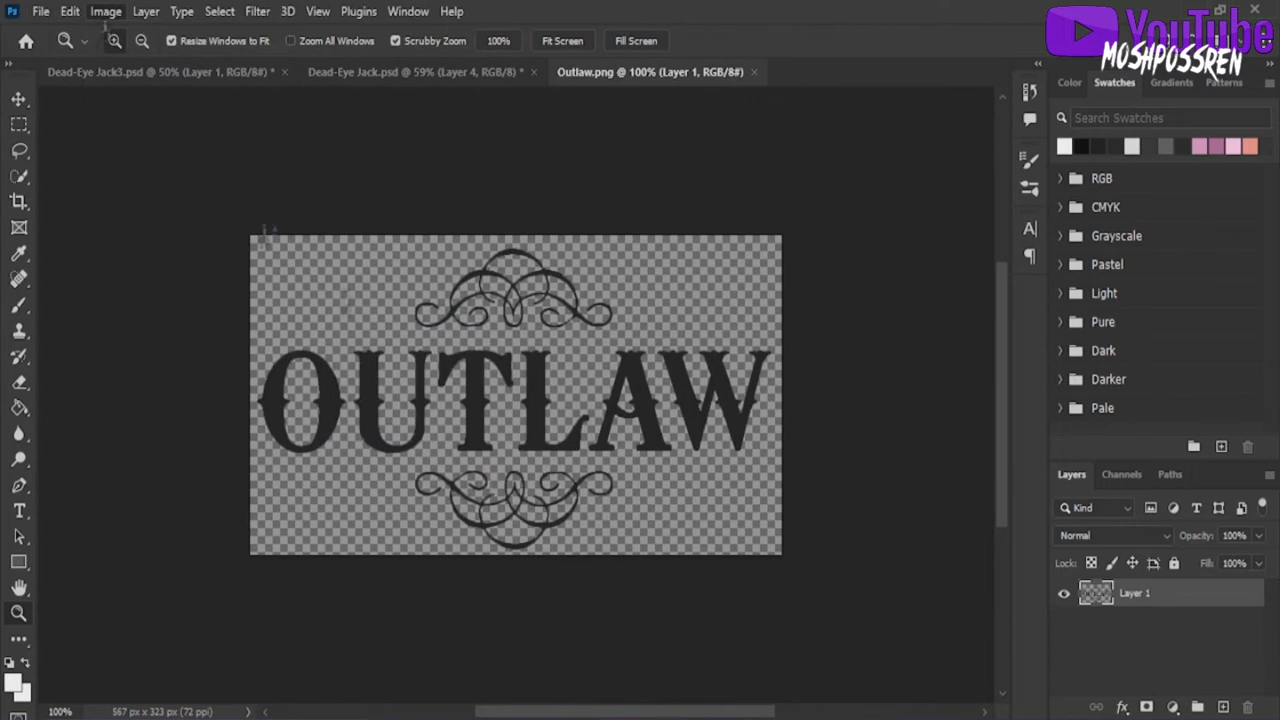 Ps File Edit Image Layer Type Select Filter 3D View Plugins Window Help
YouTube
MOSHPOSSREN
Resize Windows to Fit Zoom All Windows Scrubby Zoom 100% Fit Screen Fill Screen
Dead-Eye Jack3.psd @ 50% (Layer 1, RGB/8#) * × Dead-Eye Jack.psd @ 59% (Layer 4, RGB/8) * × Outlaw.png @ 100% (Layer 1, RGB/8#) ×
Color Swatches Gradients Patterns
Search Swatches
RGB
CMYK
Grayscale
Pastel
Light
Pure
Dark
Darker
Pale
OUTLAW
Layers Channels Paths
Kind
Normal Opacity: 100%
Lock: Fill: 100%
Layer 1
100% 567 px x 323 px (72 ppi)